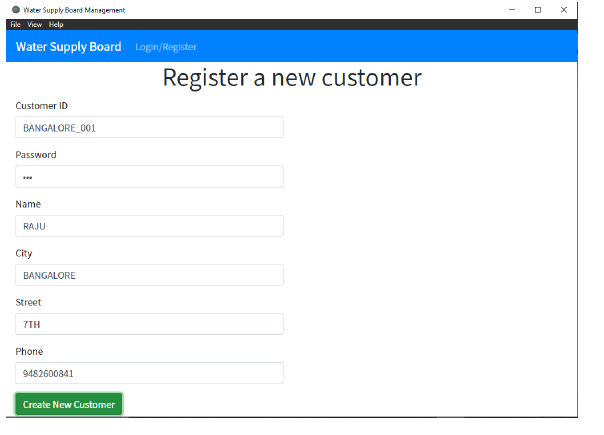 Water Supply Board Management
File View Help
Water Supply Board Login/Register
Register a new customer
Customer ID
BANGALORE_001
Password
•••
Name
RAJU
City
BANGALORE
Street
7TH
Phone
9482600841
Create New Customer